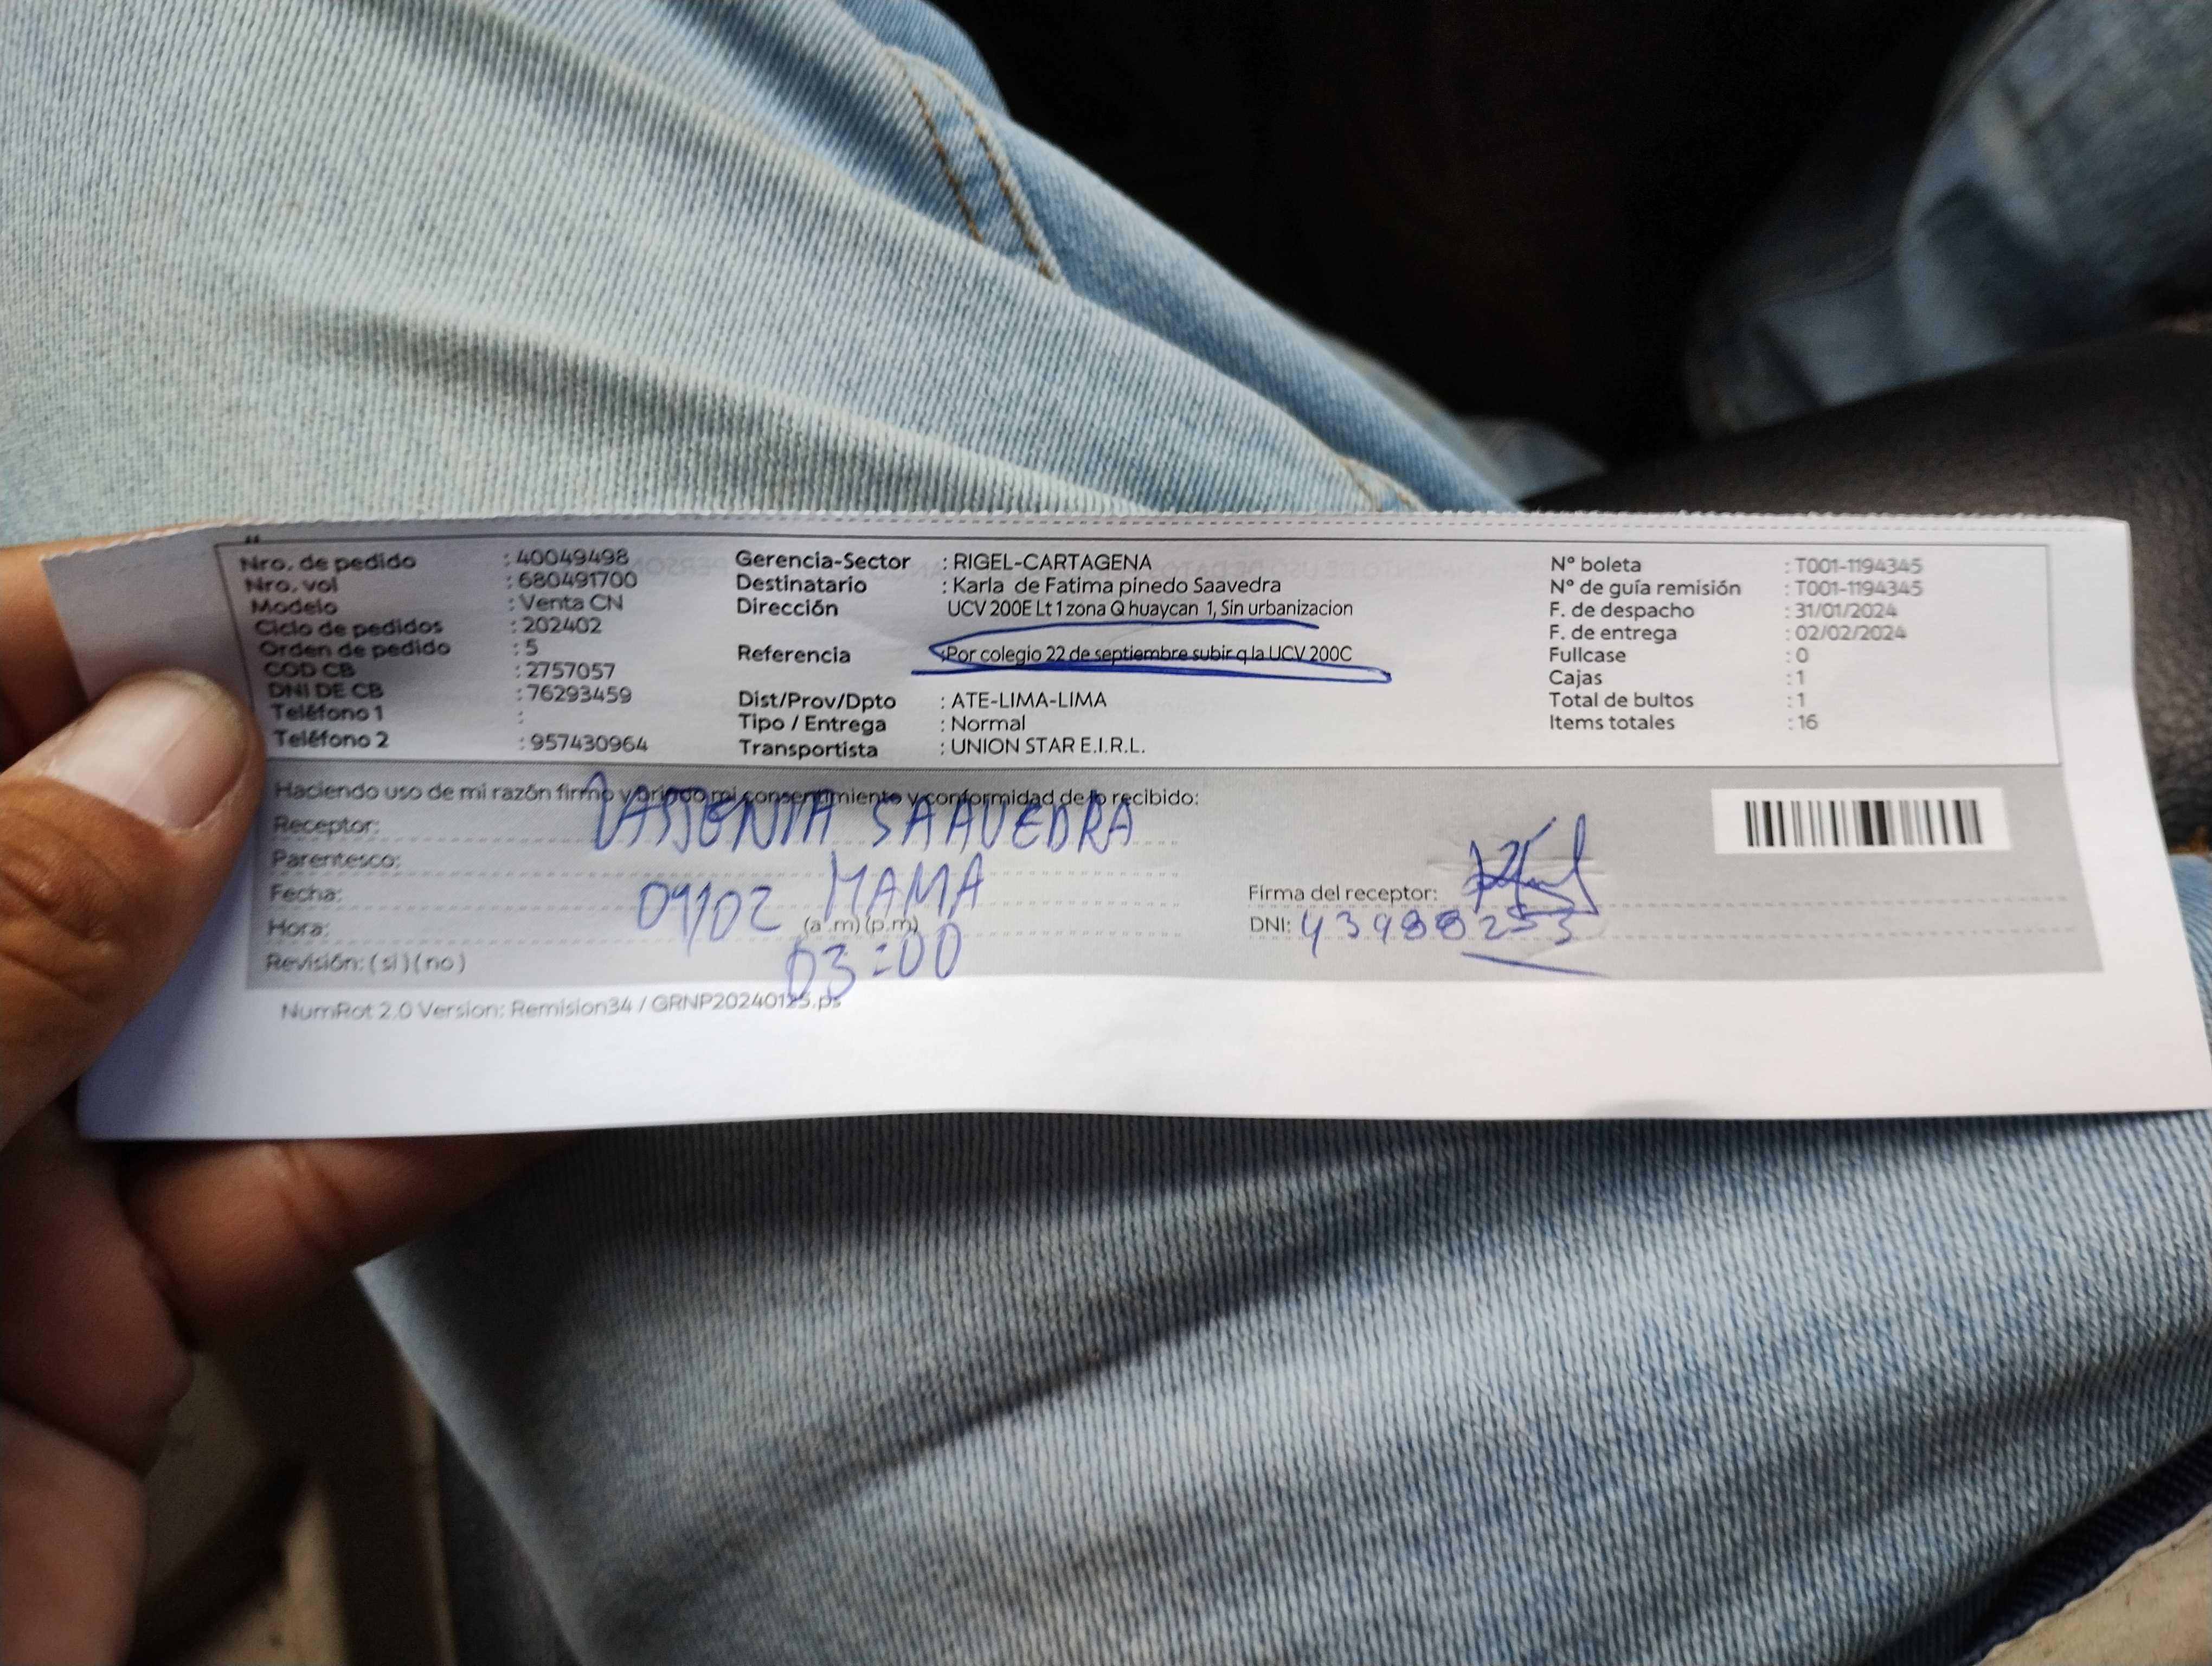 Nro. de pedido : 40049498
Nro. vol : 680491700
Modelo : Venta CN
Ciclo de pedidos : 202402
Orden de pedido : 5
COD CB : 2757057
DNI DE CB : 76293459
Teléfono 1 :
Teléfono 2 : 957430964
Gerencia-Sector : RIGEL-CARTAGENA
Destinatario : Karla de Fatima pinedo Saavedra
Dirección UCV 200E Lt 1 zona Q huaycan 1, Sin urbanizacion
Referencia :Por colegio 22 de septiembre subir q la UCV 200C
Dist/Prov/Dpto : ATE-LIMA-LIMA
Tipo / Entrega : Normal
Transportista : UNION STAR E.I.R.L.
N° boleta : T001-1194345
N° de guía remisión : T001-1194345
F. de despacho : 31/01/2024
F. de entrega : 02/02/2024
Fullcase : 0
Cajas : 1
Total de bultos : 1
Items totales : 16
Haciendo uso de mi razón firmo y brindo mi consentimiento y conformidad de lo recibido:
Receptor: SAAVEDRA
Parentesco: MAMA
Fecha: /02
Hora: (a.m) (p.m) 03:00
Revisión: (si) (no)
Firma del receptor:
DNI: 43988253
NumRot 2.0 Version: Remision34 / GRNP20240125.ps